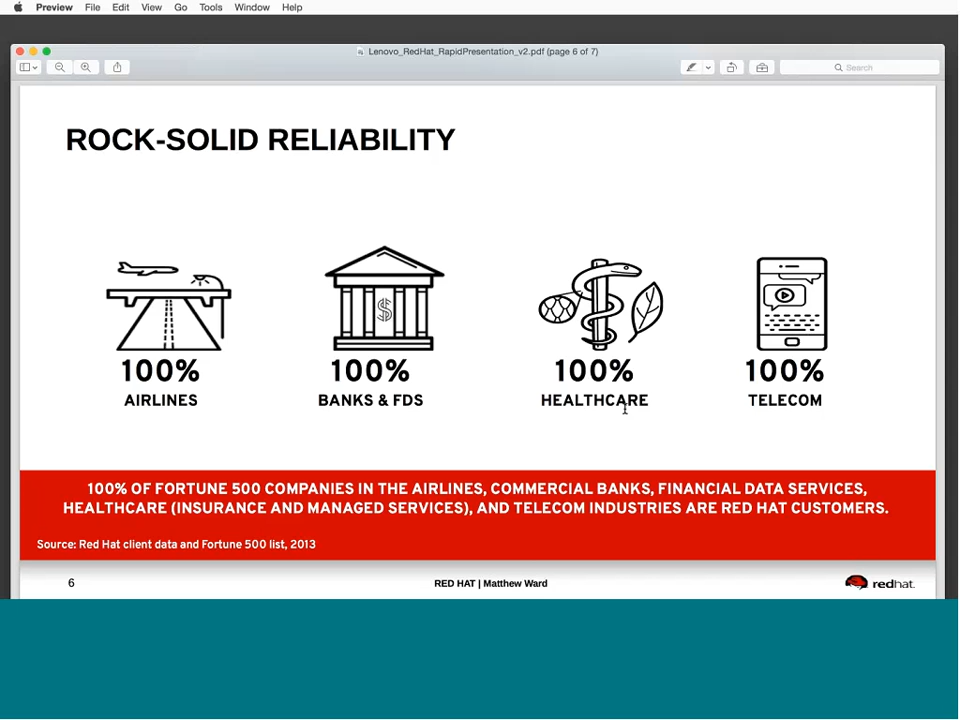 Preview File Edit View Go Tools Window Help
Lenovo_RedHat_RapidPresentation_v2.pdf (page 6 of 7)
Search
ROCK-SOLID RELIABILITY
$
100% 100% 100% 100%
AIRLINES BANKS & FDS HEALTHCARE TELECOM
100% OF FORTUNE 500 COMPANIES IN THE AIRLINES, COMMERCIAL BANKS, FINANCIAL DATA SERVICES,
HEALTHCARE (INSURANCE AND MANAGED SERVICES), AND TELECOM INDUSTRIES ARE RED HAT CUSTOMERS.
Source: Red Hat client data and Fortune 500 list, 2013
6 RED HAT | Matthew Ward redhat.